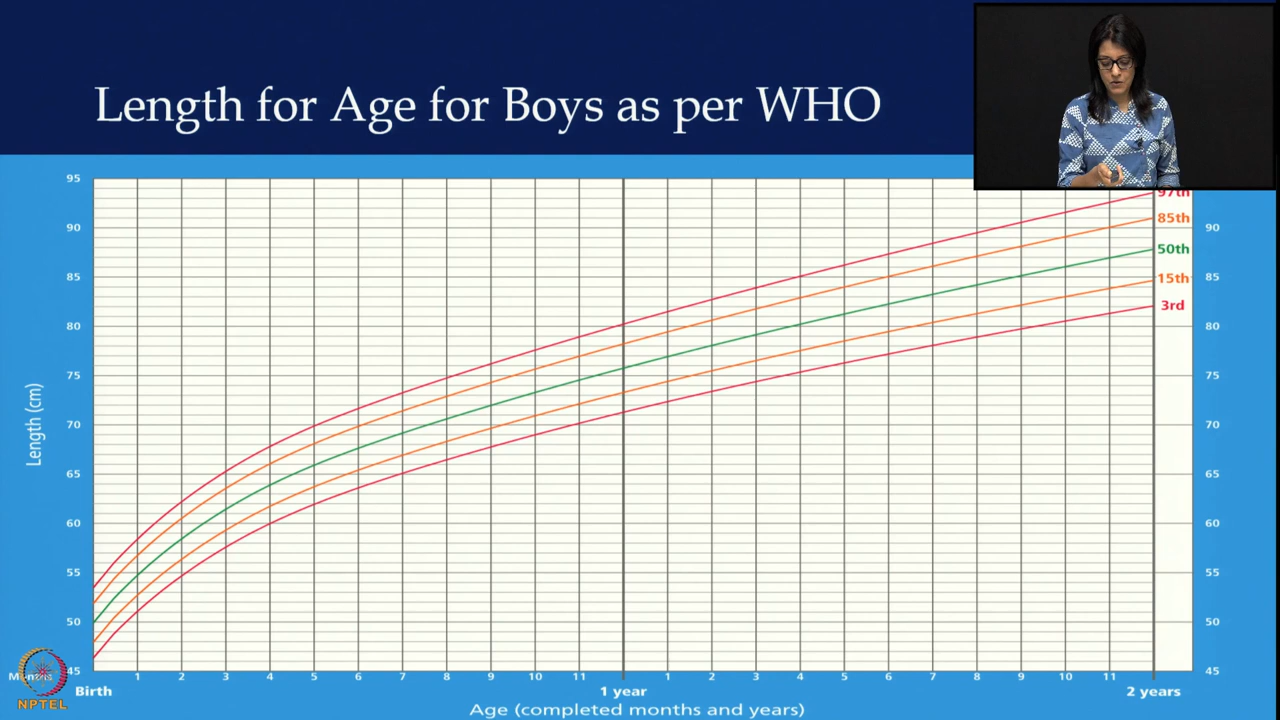 Length for Age for Boys as per WHO
95
90
85
80
75
70
65
60
55
50
45
Length (cm)
97th
85th
50th
15th
3rd
90
85
80
75
70
65
60
55
50
45
Months 1 2 3 4 5 6 7 8 9 10 11 1 2 3 4 5 6 7 8 9 10 11
Birth 1 year 2 years
Age (completed months and years)
NPTEL